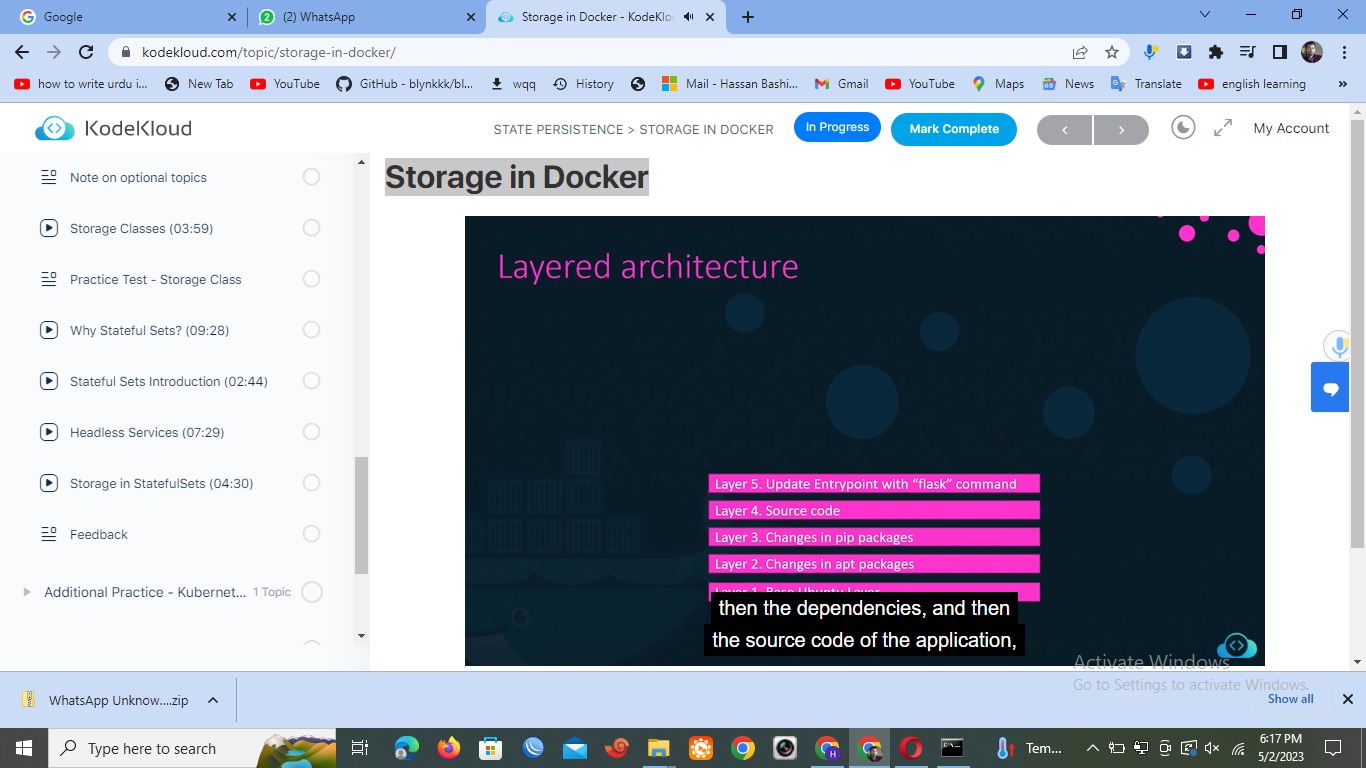 Google
(2) WhatsApp
Storage in Docker - KodeKlo
kodekloud.com/topic/storage-in-docker/
how to write urdu i...
New Tab
YouTube
GitHub - blynkkk/bl...
wqq
History
Mail - Hassan Bashi...
Gmail
YouTube
Maps
News
Translate
english learning
»
KodeKloud
STATE PERSISTENCE > STORAGE IN DOCKER
In Progress
Mark Complete
<
>
My Account
Note on optional topics
Storage Classes (03:59)
Practice Test - Storage Class
Why Stateful Sets? (09:28)
Stateful Sets Introduction (02:44)
Headless Services (07:29)
Storage in StatefulSets (04:30)
Feedback
Additional Practice - Kubernet... 1 Topic
Storage in Docker
Layered architecture
Layer 5. Update Entrypoint with “flask” command
Layer 4. Source code
Layer 3. Changes in pip packages
Layer 2. Changes in apt packages
Layer 1. Base Ubuntu Layer
then the dependencies, and then
the source code of the application,
Activate Windows
Go to Settings to activate Windows.
WhatsApp Unknow....zip
Show all
Type here to search
Tem...
6:17 PM
5/2/2023